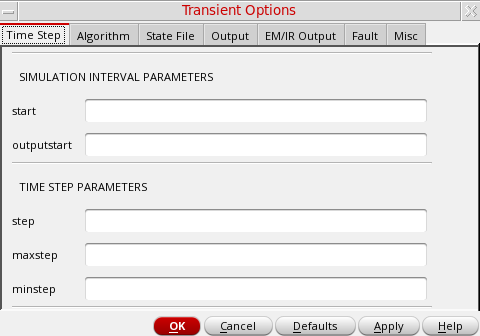 Transient Options
Time Step Algorithm State File Output EM/IR Output Fault Misc
SIMULATION INTERVAL PARAMETERS
start
outputstart
TIME STEP PARAMETERS
step
maxstep
minstep
OK Cancel Defaults Apply Help